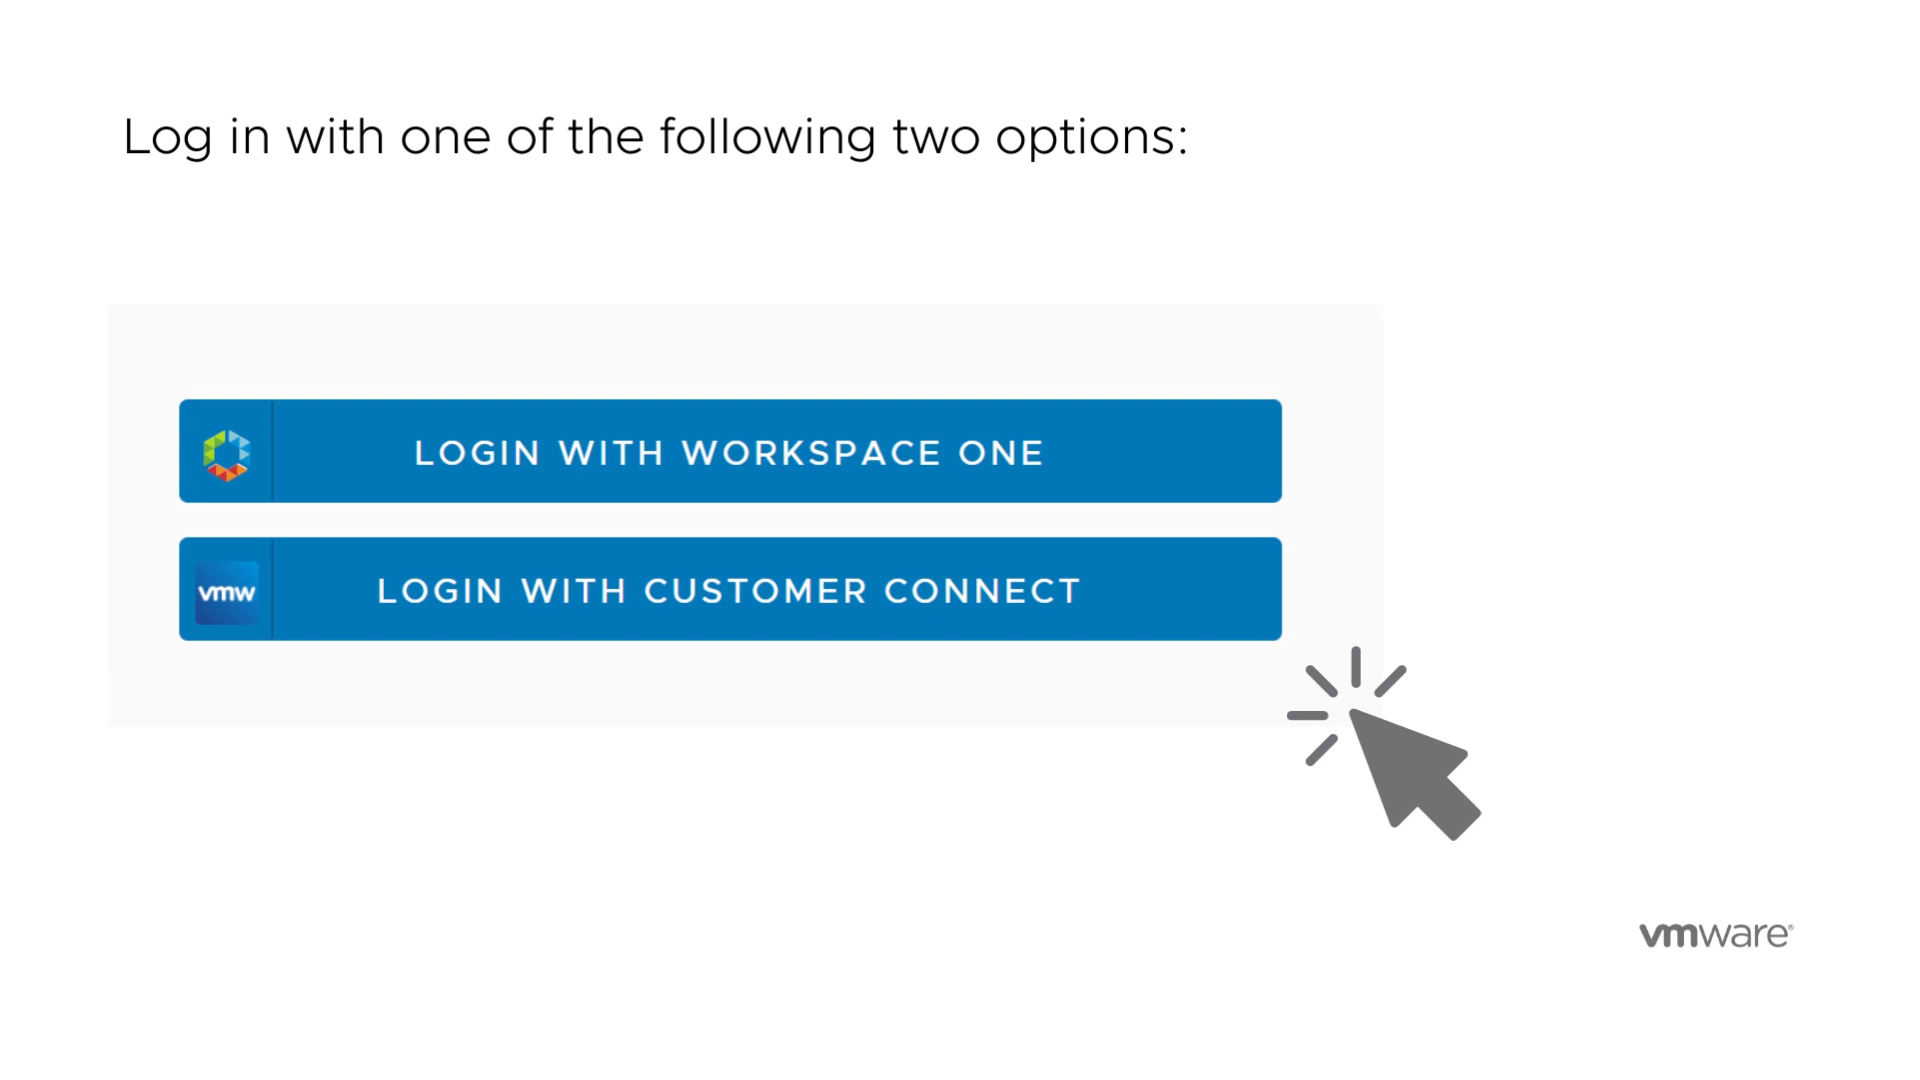 Log in with one of the following two options:
LOGIN WITH WORKSPACE ONE
vmw
LOGIN WITH CUSTOMER CONNECT
vmware®